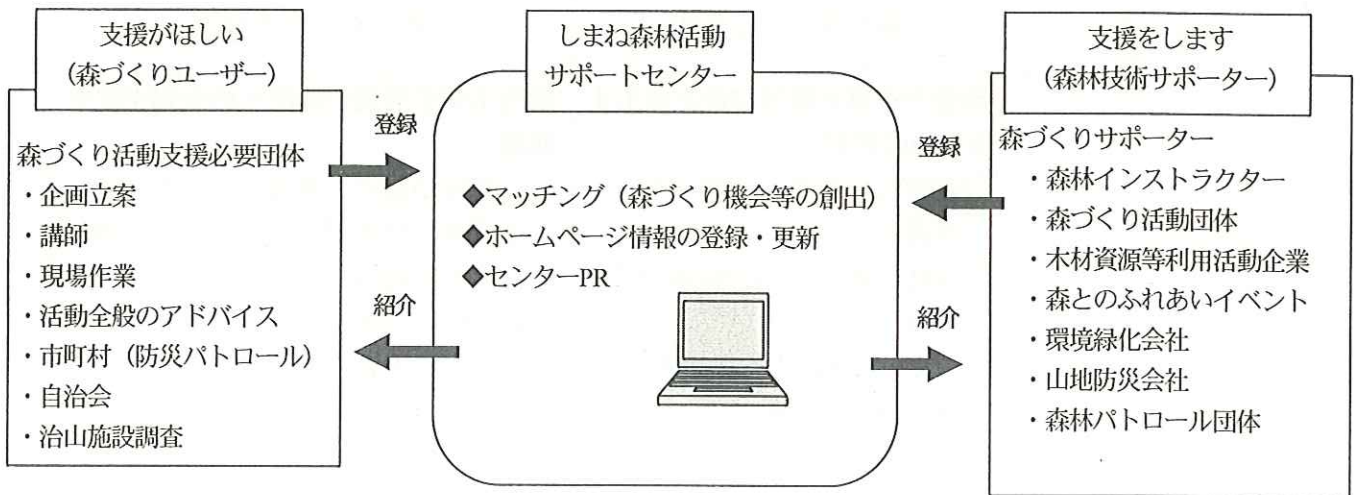 支援がほしい
(森づくりユーザー)
登録
森づくり活動支援必要団体
・企画立案
・講師
・現場作業
・活動全般のアドバイス
・市町村(防災パトロール)
・自治会
・治山施設調査
紹介
しまね森林活動
サポートセンター
◆マッチング(森づくり機会等の創出)
◆ホームページ情報の登録・更新
◆センターPR
支援をします
(森林技術サポーター)
登録
森づくりサポーター
・森林インストラクター
・森づくり活動団体
・木材資源等利用活動企業
・森とのふれあいイベント
・環境緑化会社
・山地防災会社
・森林パトロール団体
紹介